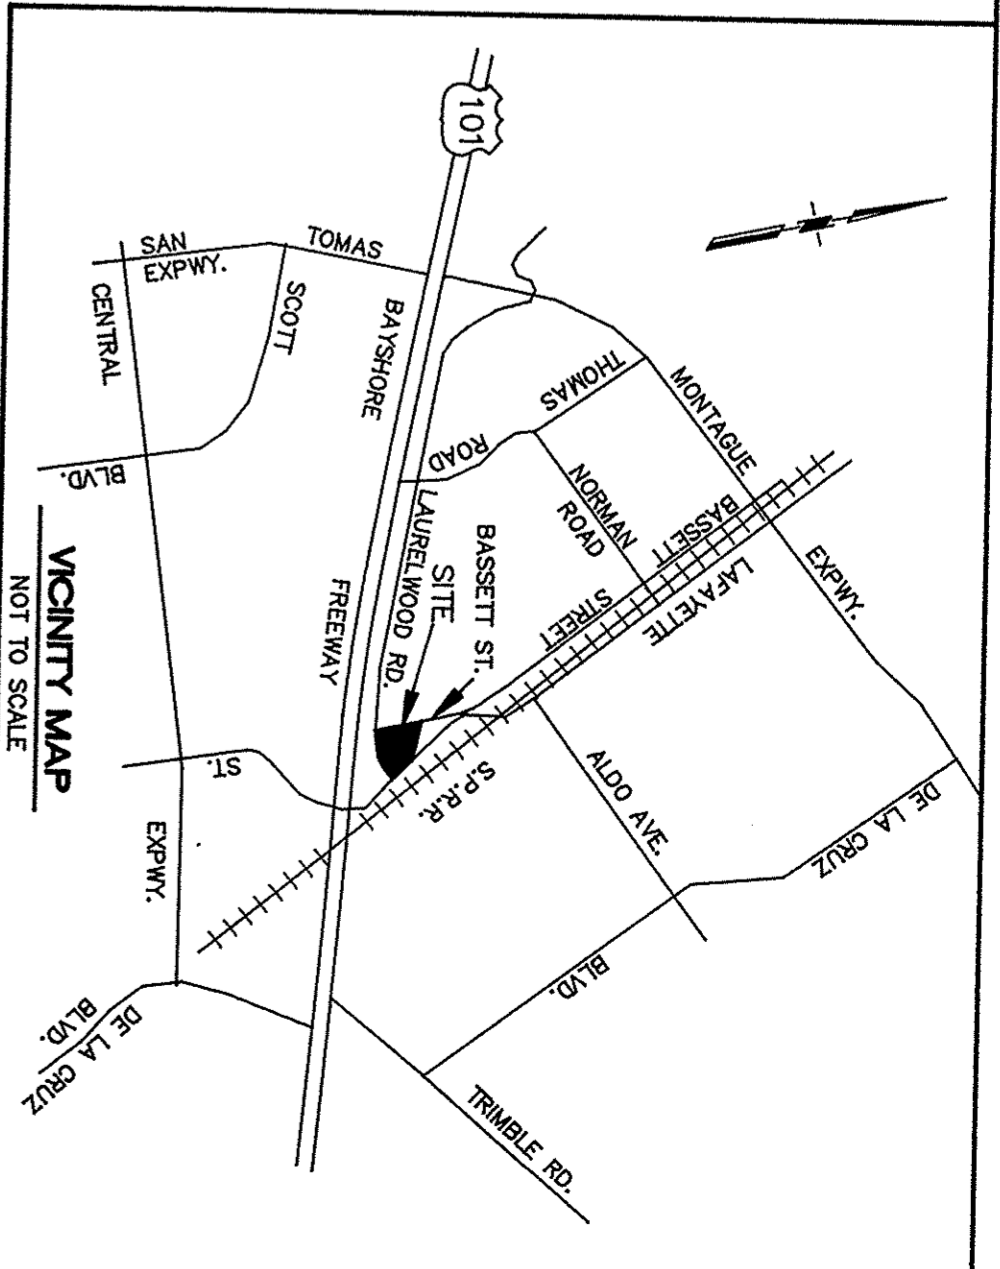 101
SAN TOMAS
EXPWY.
CENTRAL
SCOTT
BLVD.
BAYSHORE
FREEWAY
THOMAS
ROAD
LAURELWOOD RD.
MONTAGUE
EXPWY.
NORMAN
ROAD
BASSETT
STREET
LAFAYETTE
BASSETT ST.
SITE
S.P.R.R.
ALDO AVE.
DE LA CRUZ
BLVD.
ST.
EXPWY.
DE LA CRUZ
BLVD.
TRIMBLE RD.
VICINITY MAP
NOT TO SCALE